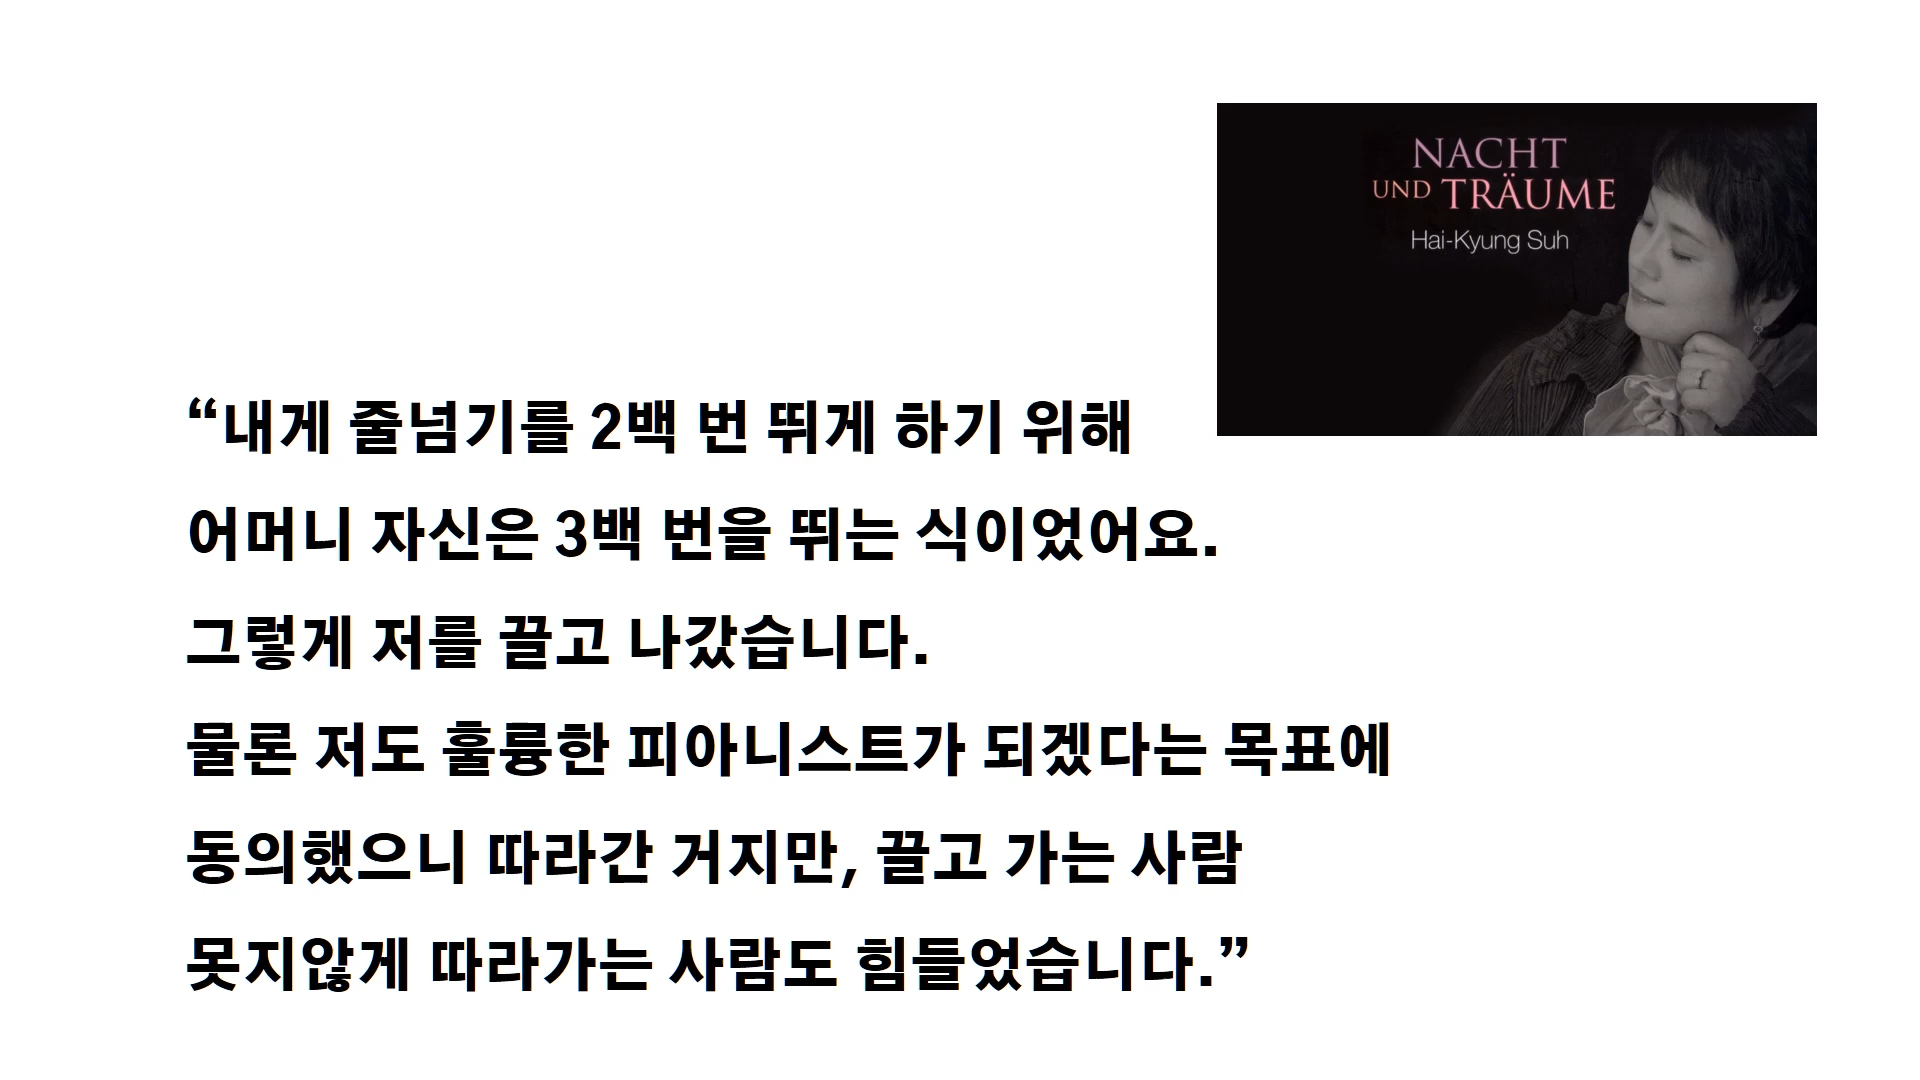 NACHT
UND TRÄUME
Hai-Kyung Suh
“내게 줄넘기를 2백 번 뛰게 하기 위해
어머니 자신은 3백 번을 뛰는 식이었어요.
그렇게 저를 끌고 나갔습니다.
물론 저도 훌륭한 피아니스트가 되겠다는 목표에
동의했으니 따라간 거지만, 끌고 가는 사람
못지않게 따라가는 사람도 힘들었습니다.”